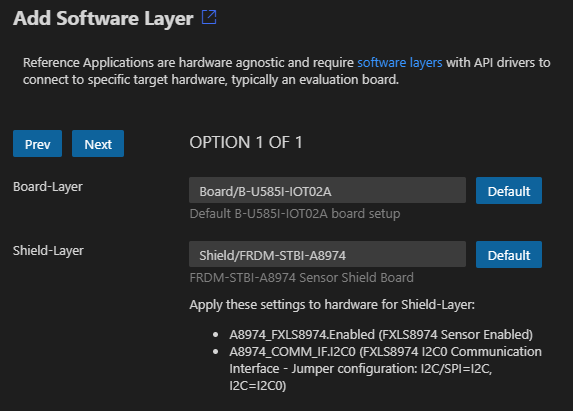 Add Software Layer
Reference Applications are hardware agnostic and require software layers with API drivers to
connect to specific target hardware, typically an evaluation board.
Prev Next OPTION 1 OF 1
Board-Layer Board/B-U585I-IOT02A Default
Default B-U585I-IOT02A board setup
Shield-Layer Shield/FRDM-STBI-A8974 Default
FRDM-STBI-A8974 Sensor Shield Board
Apply these settings to hardware for Shield-Layer:
• A8974_FXLS8974.Enabled (FXLS8974 Sensor Enabled)
• A8974_COMM_IF.I2C0 (FXLS8974 I2C0 Communication
Interface - Jumper configuration: I2C/SPI=I2C,
I2C=I2C0)